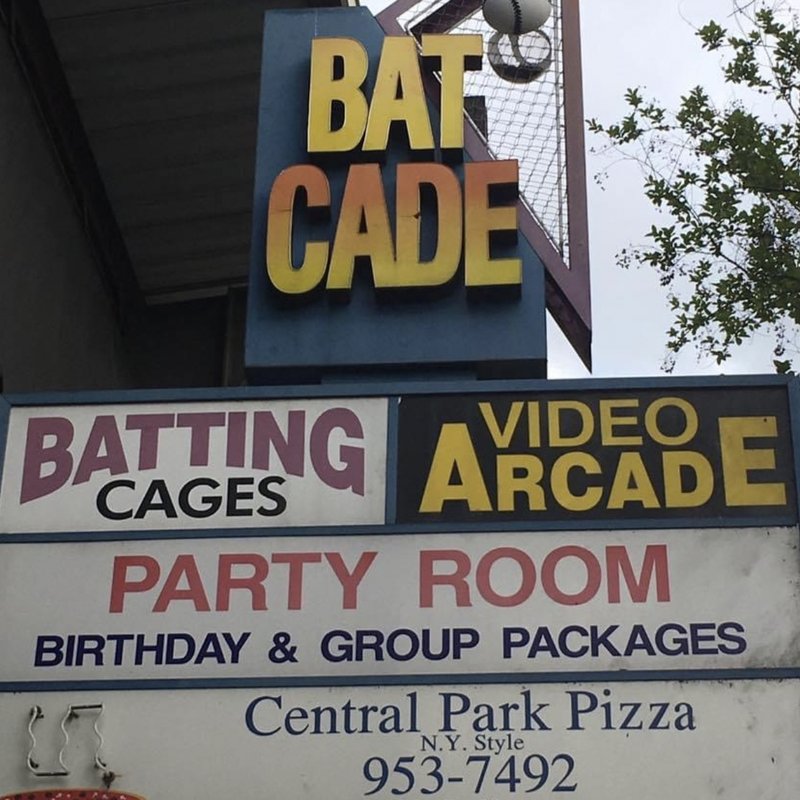 BAT
CADE
BATTING
CAGES
VIDEO
ARCADE
PARTY ROOM
BIRTHDAY & GROUP PACKAGES
Central Park Pizza
N.Y. Style
953-7492